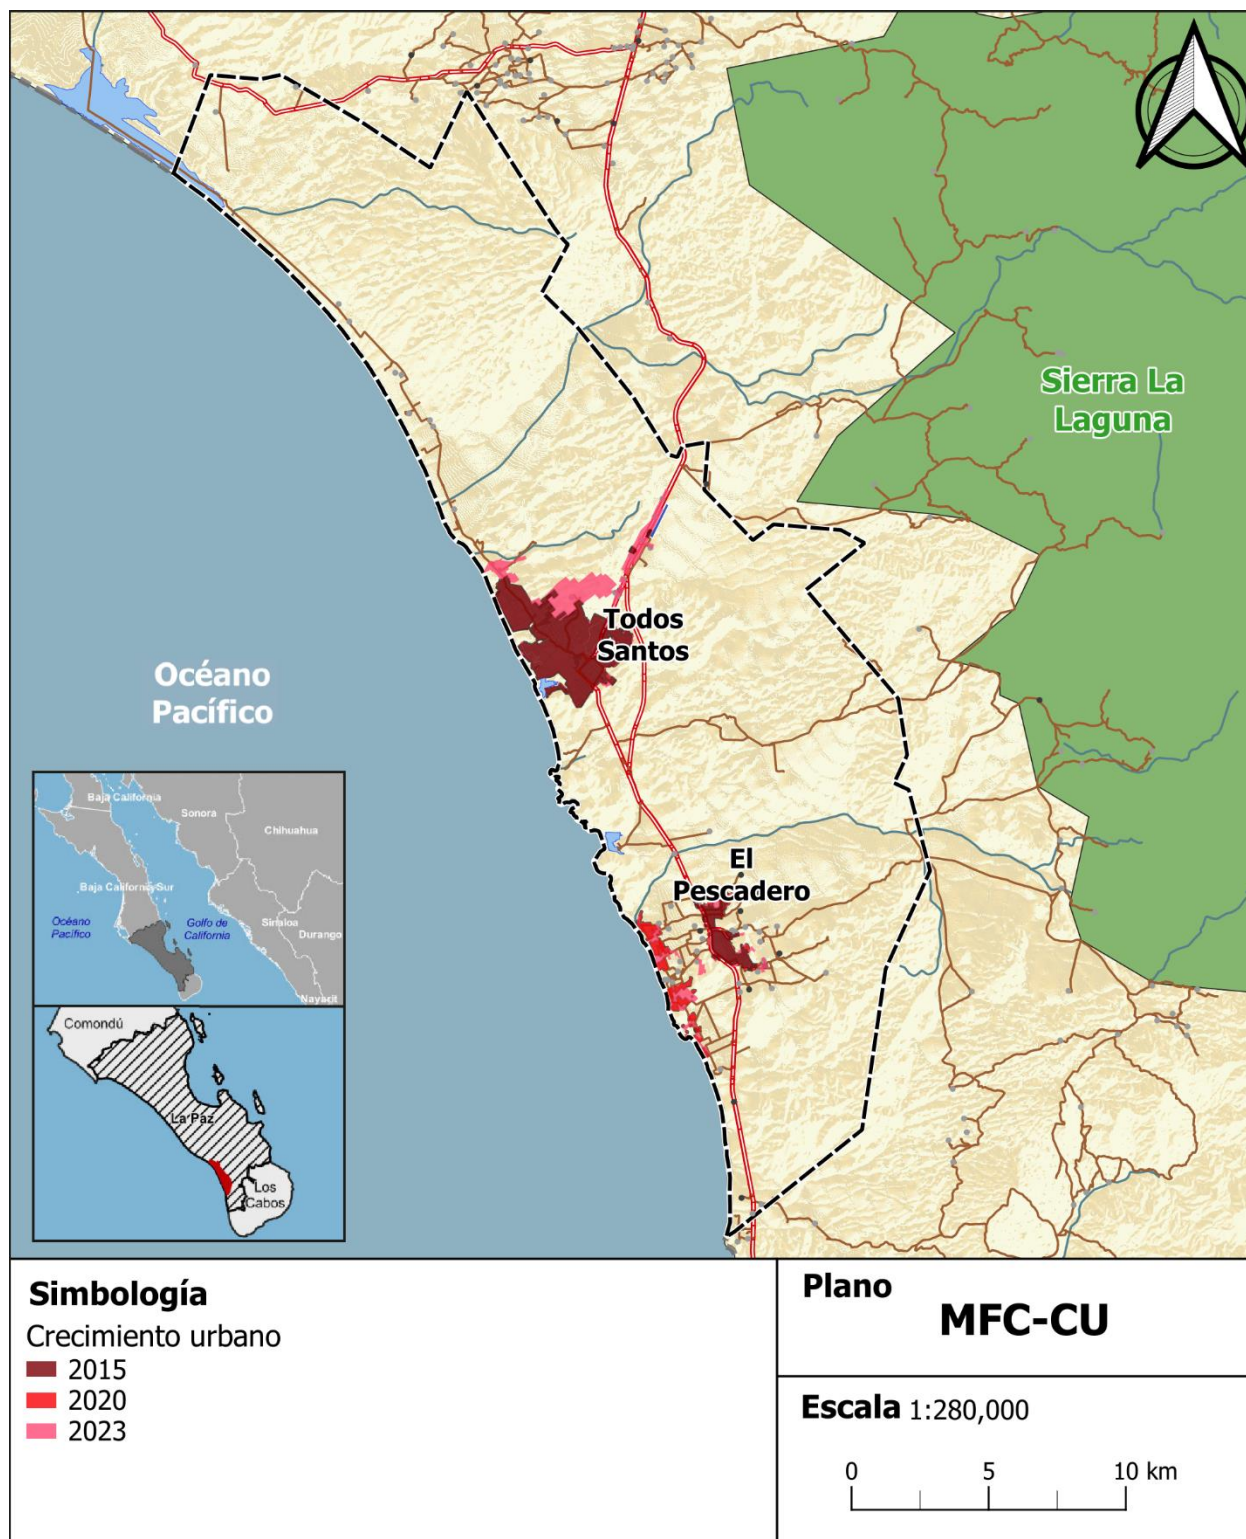 Sierra La
Laguna
Todos
Santos
Océano
Pacífico
El
Pescadero
Baja California
Sonora
Chihuahua
Baja California Sur
Océano
Pacífico
Golfo de
California
Sinaloa
Durango
Nayarit
Comondú
La Paz
Los
Cabos
Simbología
Crecimiento urbano
2015
2020
2023
Plano
MFC-CU
Escala 1:280,000
0 5 10 km